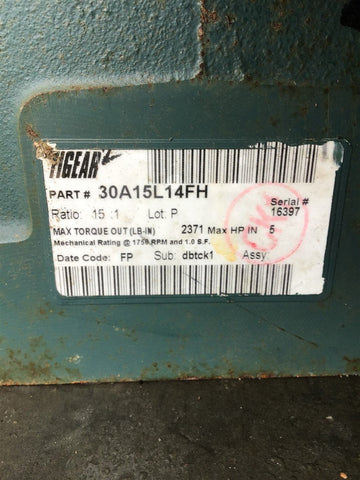 TIGEAR
PART # 30A15L14FH
Ratio: 15 :1 Lot: P Serial # 16397
MAX TORQUE OUT (LB-IN) 2371 Max HP IN 5
Mechanical Rating @ 1750 RPM and 1.0 S.F.
Date Code: FP Sub: dbtck1 Assy
CK